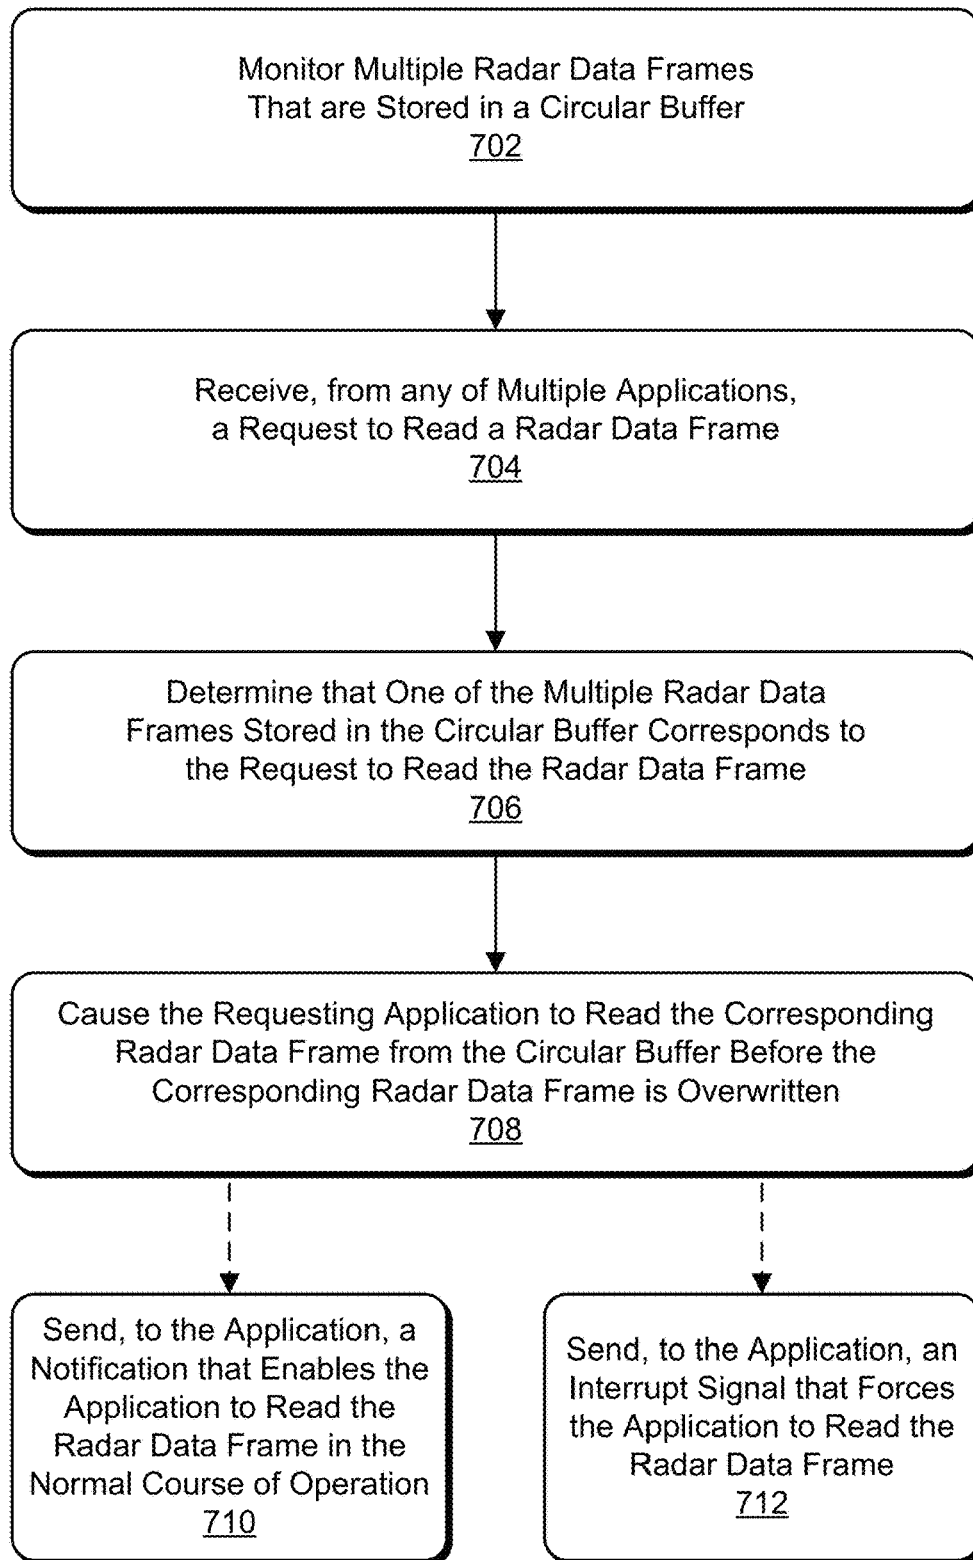 Monitor Multiple Radar Data Frames
That are Stored in a Circular Buffer
702
Receive, from any of Multiple Applications,
a Request to Read a Radar Data Frame
704
Determine that One of the Multiple Radar Data
Frames Stored in the Circular Buffer Corresponds to
the Request to Read the Radar Data Frame
706
Cause the Requesting Application to Read the Corresponding
Radar Data Frame from the Circular Buffer Before the
Corresponding Radar Data Frame is Overwritten
708
Send, to the Application, a
Notification that Enables the
Application to Read the
Radar Data Frame in the
Normal Course of Operation
710
Send, to the Application, an
Interrupt Signal that Forces
the Application to Read the
Radar Data Frame
712